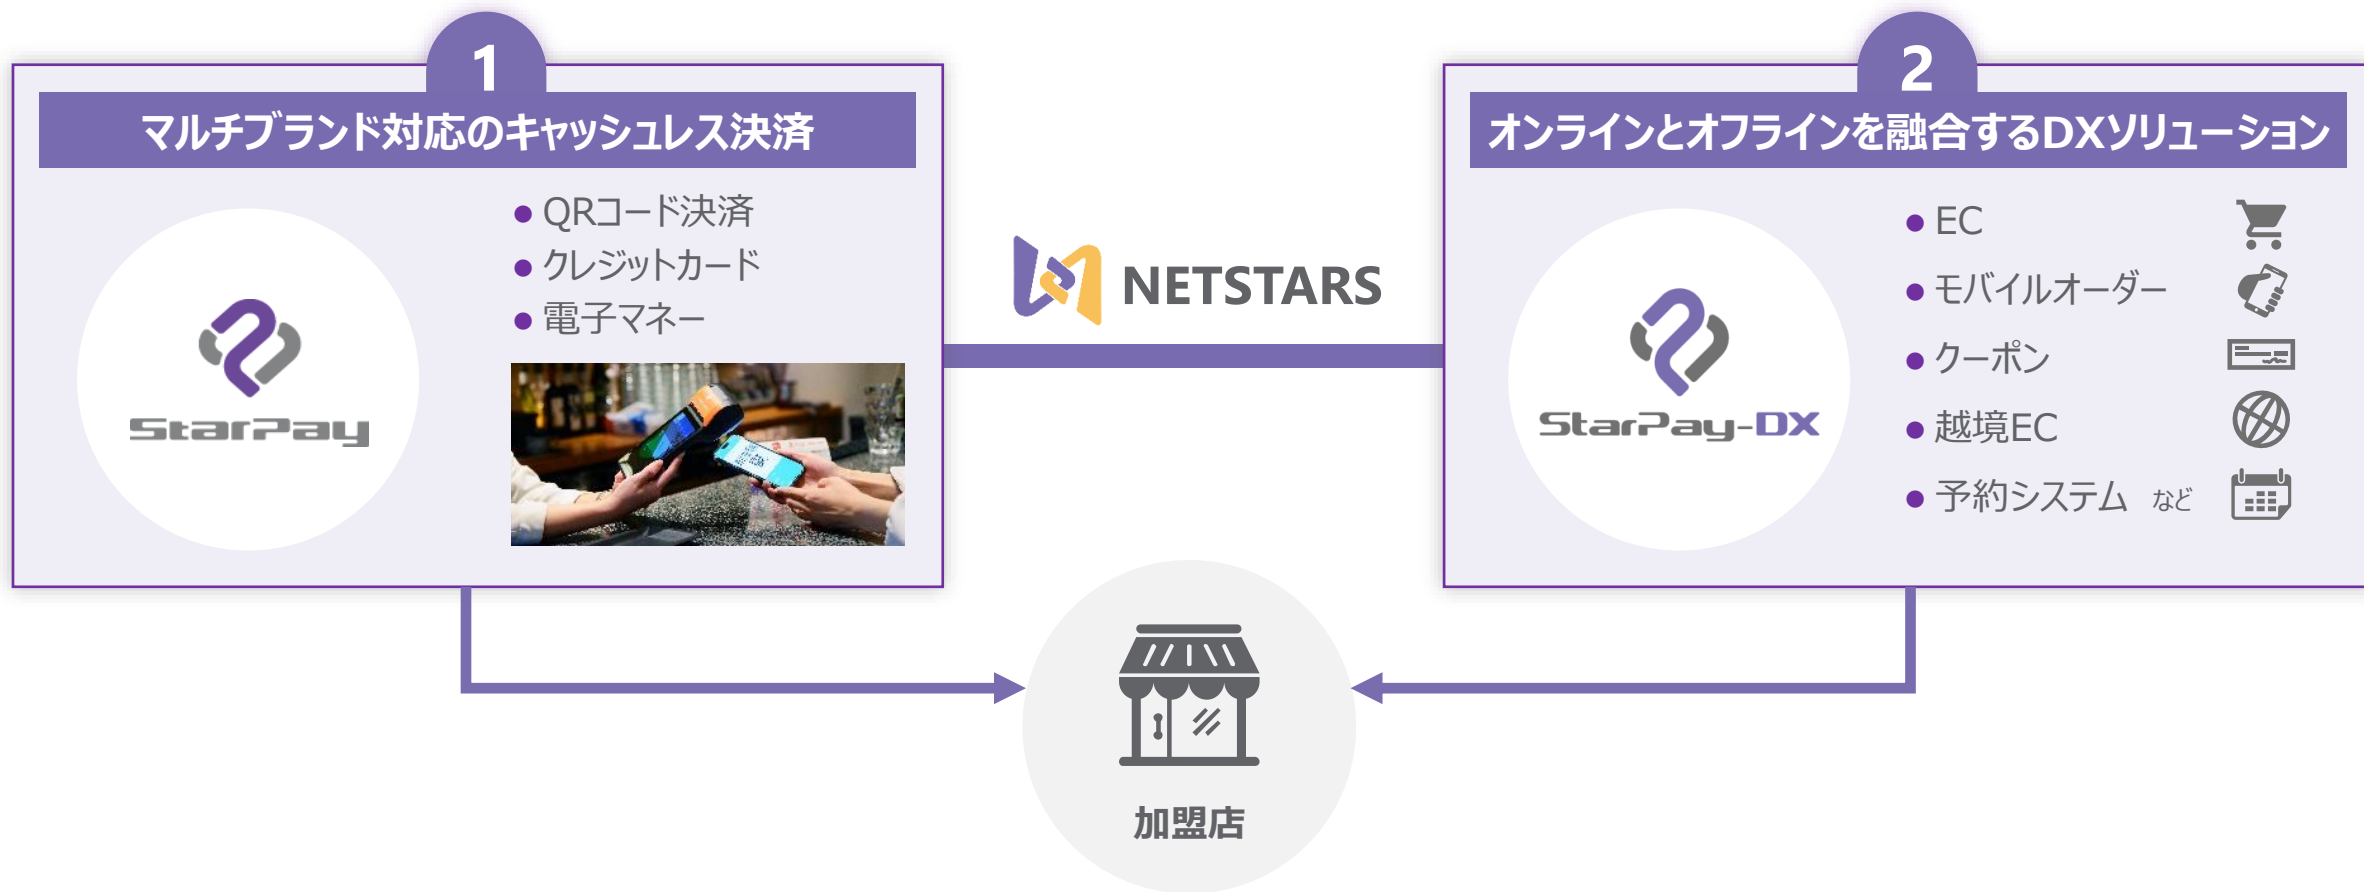 1
マルチブランド対応のキャッシュレス決済
StarPay
● QRコード決済
● クレジットカード
● 電子マネー
NETSTARS
2
オンラインとオフラインを融合するDXソリューション
StarPay-DX
● EC
● モバイルオーダー
● クーポン
● 越境EC
● 予約システム など
加盟店